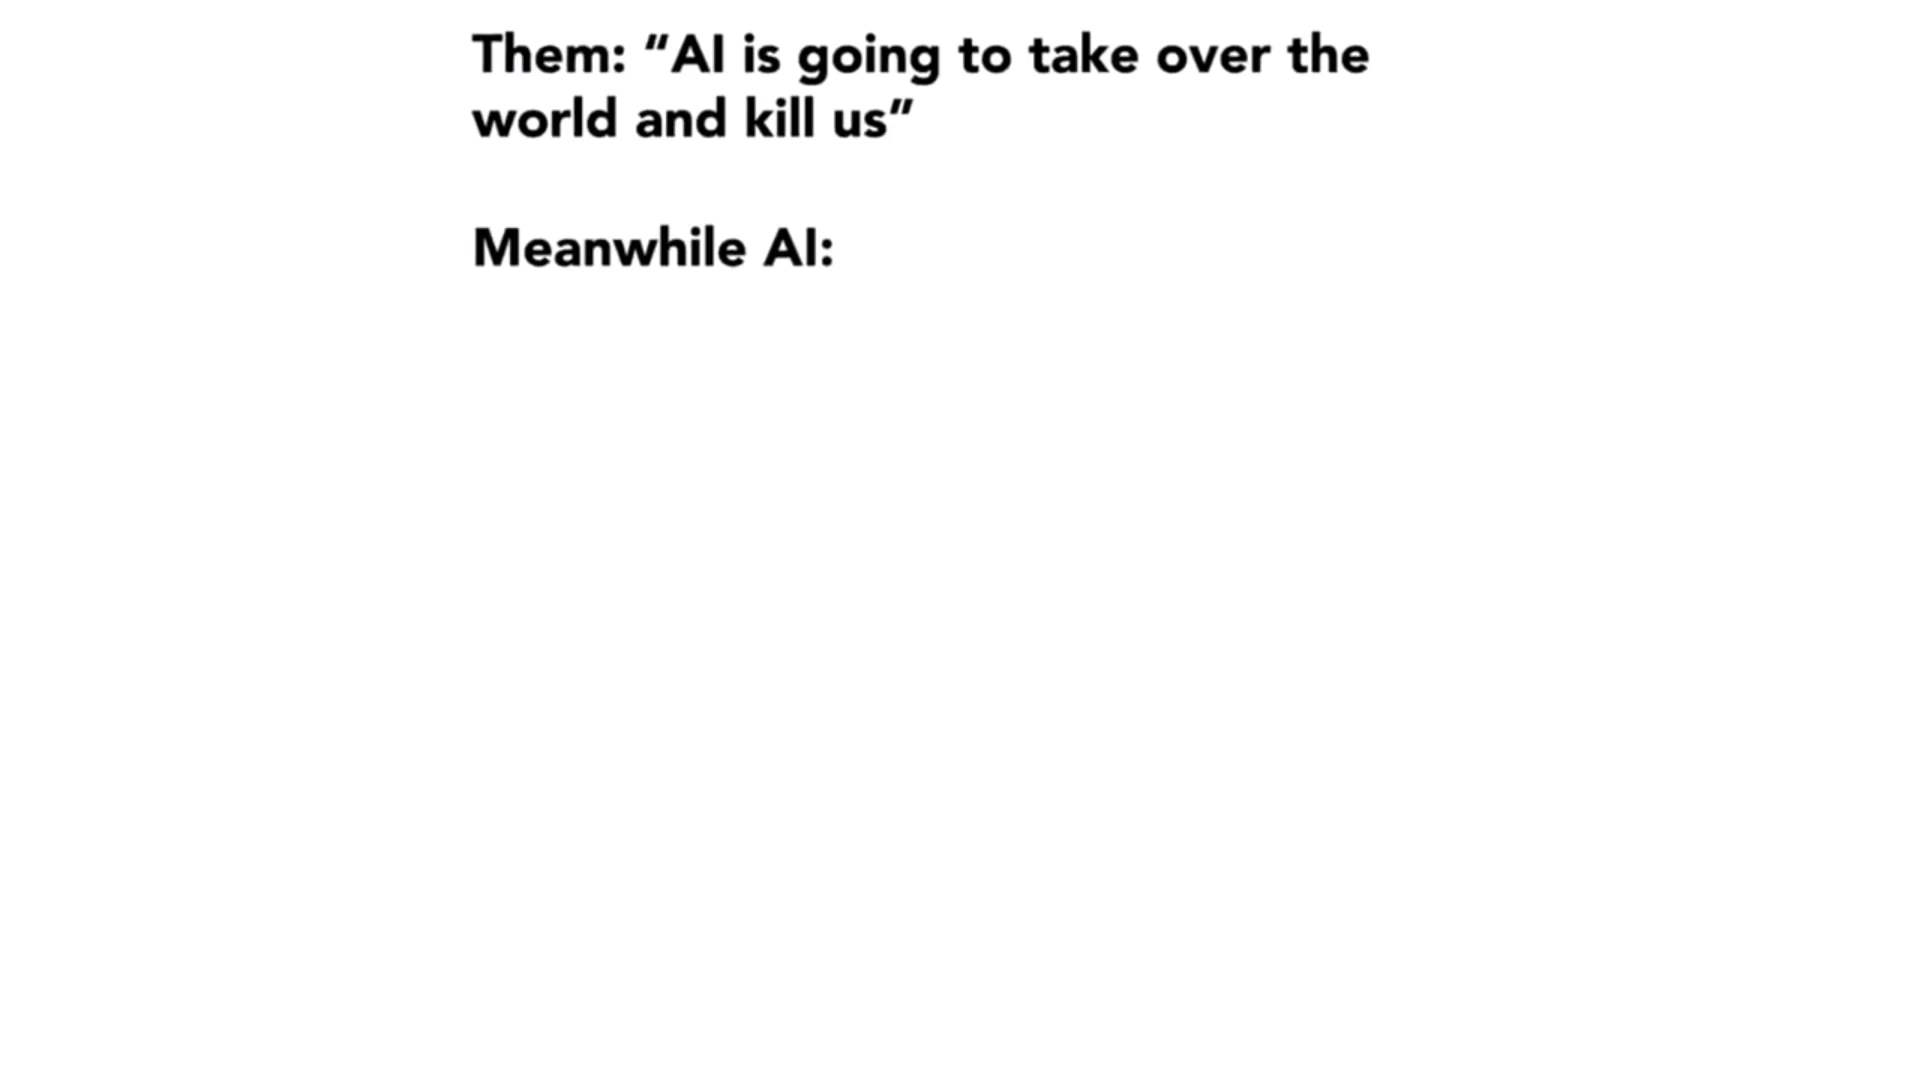 Them: “AI is going to take over the
world and kill us”
Meanwhile AI: